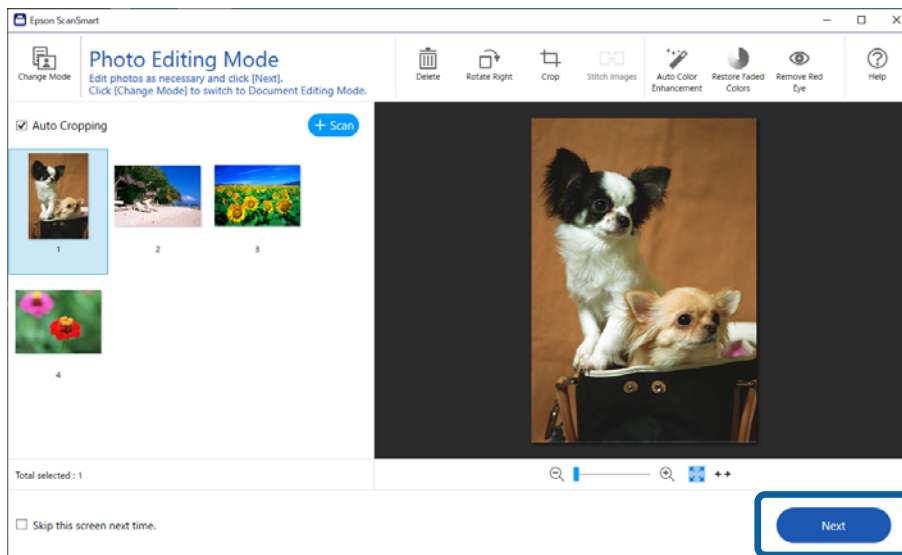 Epson ScanSmart
Change Mode
Photo Editing Mode
Edit photos as necessary and click [Next].
Click [Change Mode] to switch to Document Editing Mode.
Delete
Rotate Right
Crop
Stitch Images
Auto Color
Enhancement
Restore Faded
Colors
Remove Red
Eye
Help
Auto Cropping
+ Scan
1
2
3
4
Total selected : 1
Skip this screen next time.
Next